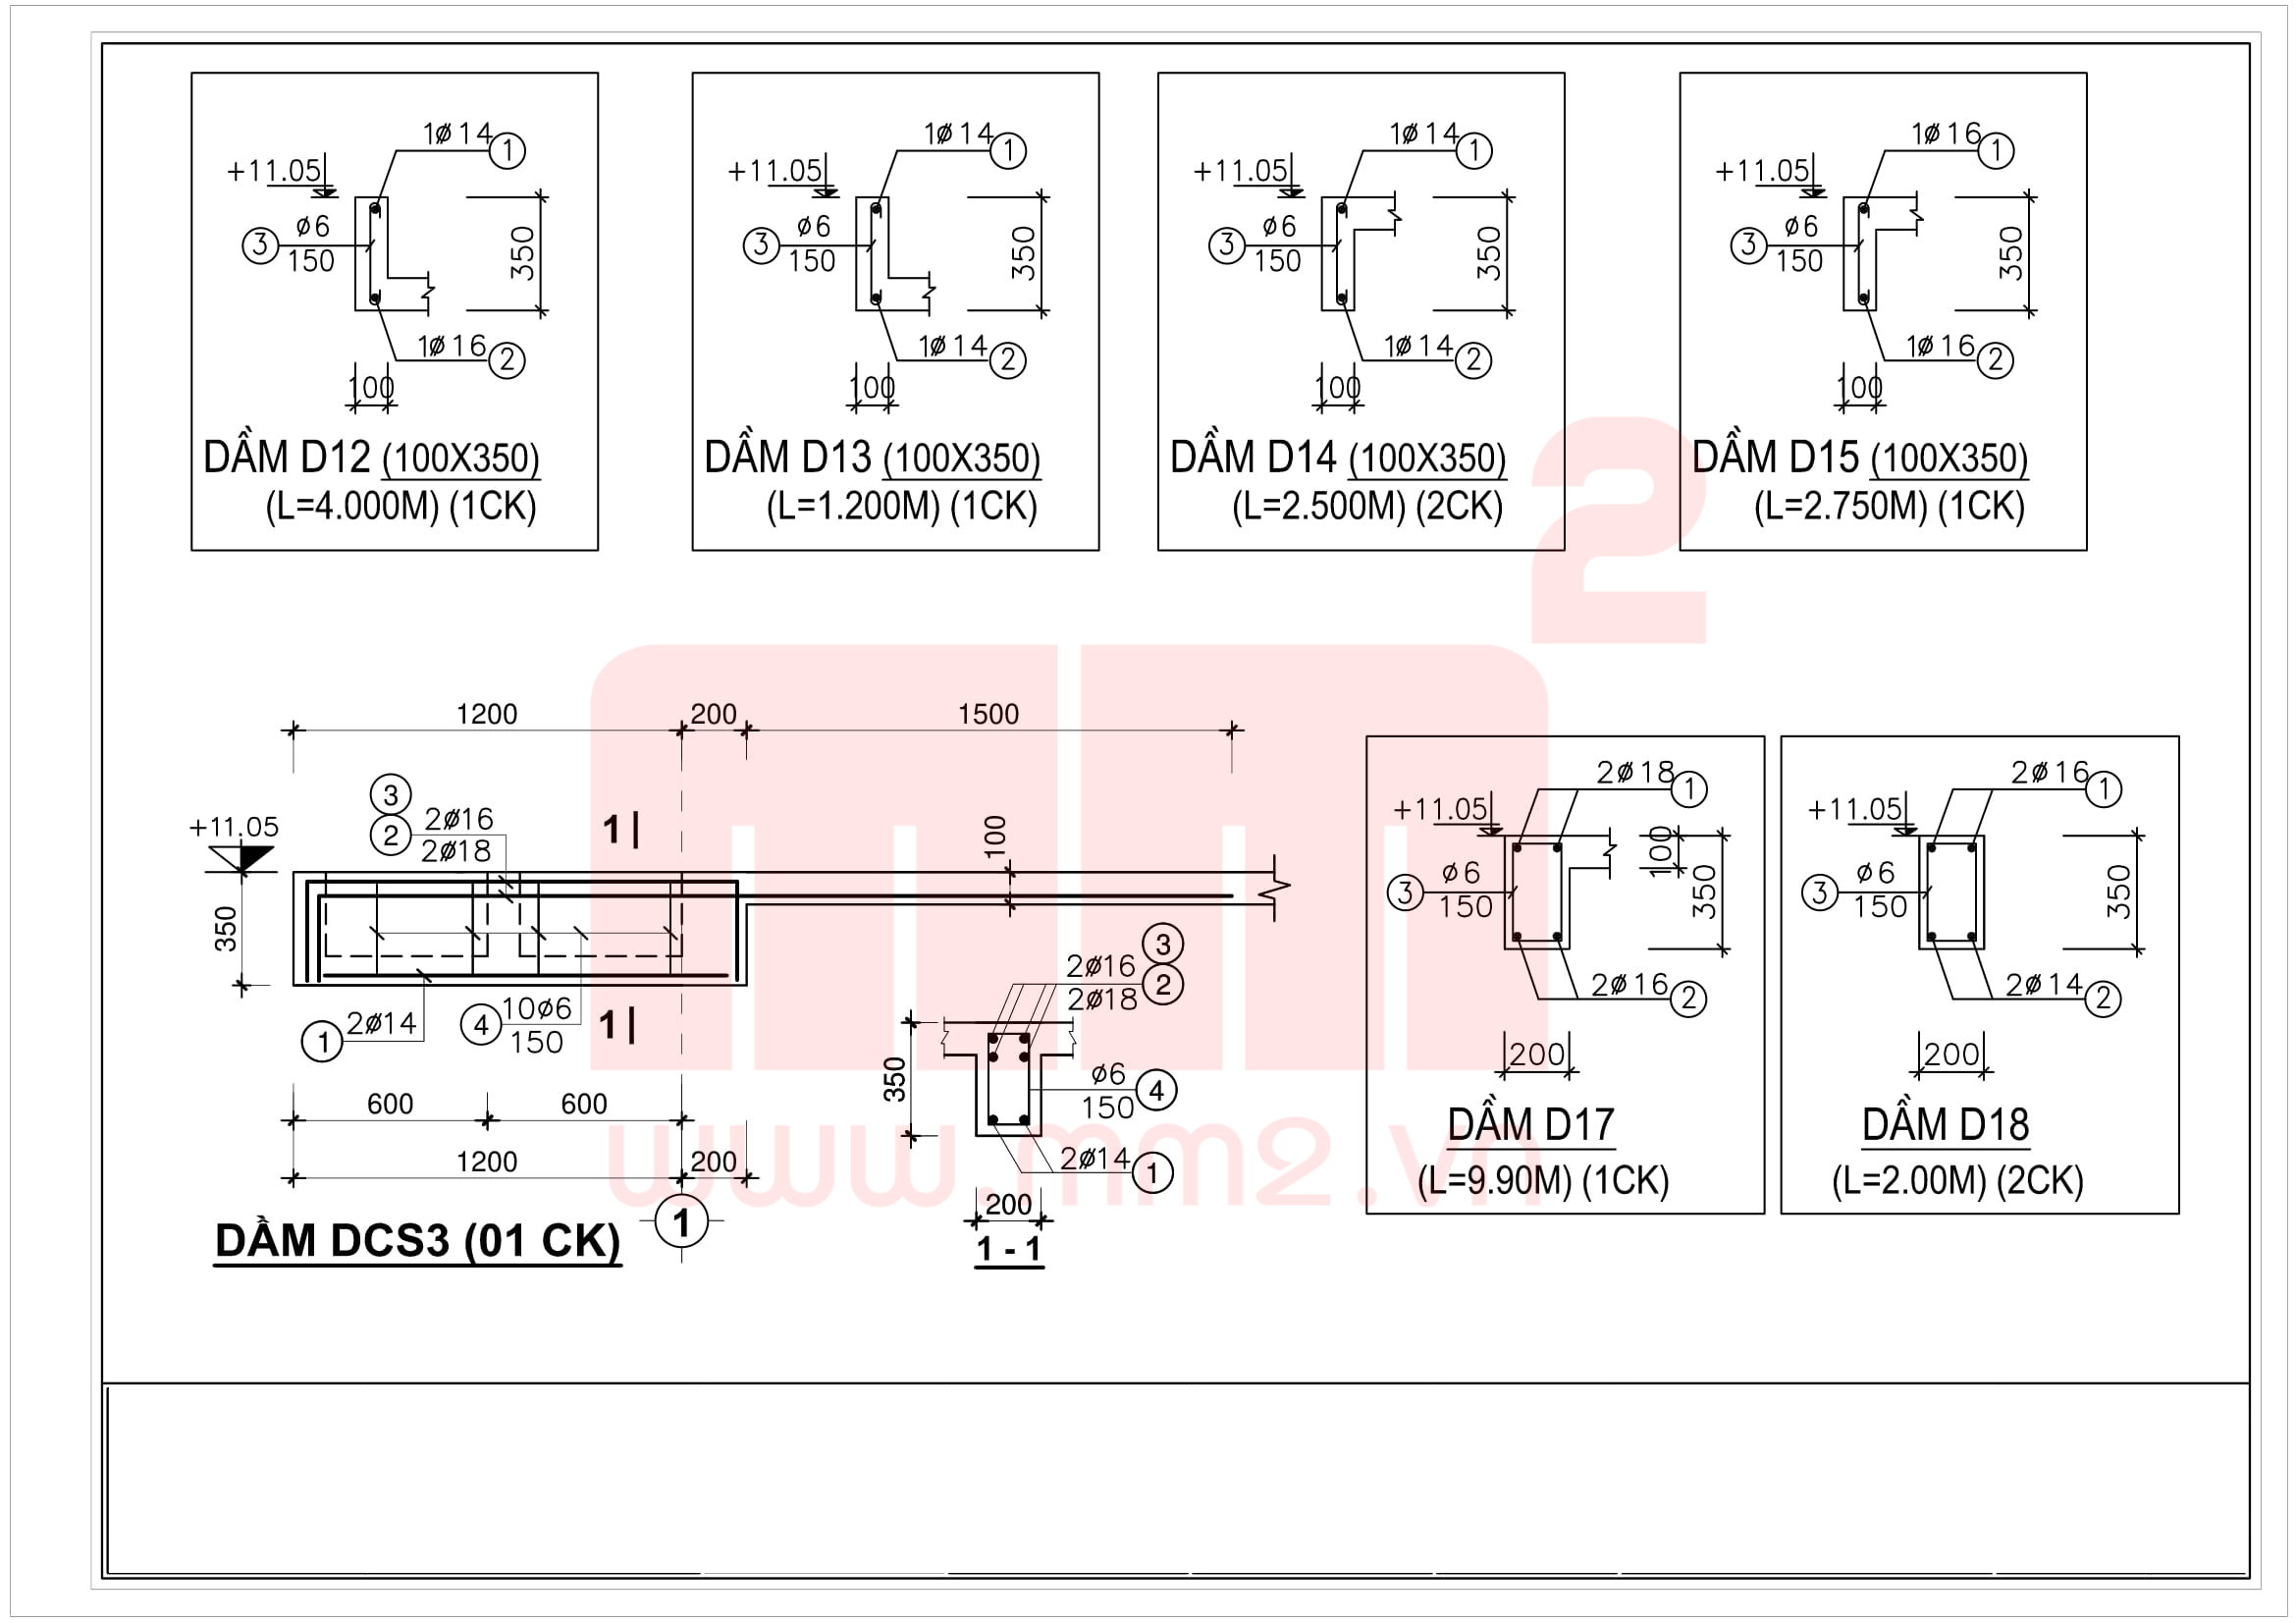 1ø14 1
+11.05
3 ø6
150
350
1ø16 2
100
DẦM D12 (100X350)
(L=4.000M) (1CK)
1ø14 1
+11.05
3 ø6
150
350
1ø14 2
100
DẦM D13 (100X350)
(L=1.200M) (1CK)
1ø14 1
+11.05
3 ø6
150
350
1ø14 2
100
DẦM D14 (100X350)
(L=2.500M) (2CK)
1ø16 1
+11.05
3 ø6
150
350
1ø16 2
100
DẦM D15 (100X350)
(L=2.750M) (1CK)
1200 200 1500
3
2 2ø16
2ø18
1
+11.05
100
350
1 2ø14
4 10ø6
150
1
600 600
1200 200
1
DẦM DCS3 (01 CK)
3
2ø16 2
2ø18
350
ø6 4
150
2ø14 1
200
1 - 1
2ø18 1
+11.05
100
3 ø6
150
350
2ø16 2
200
DẦM D17
(L=9.90M) (1CK)
2ø16 1
+11.05
3 ø6
150
350
2ø14 2
200
DẦM D18
(L=2.00M) (2CK)
mm2
www.mm2.vn